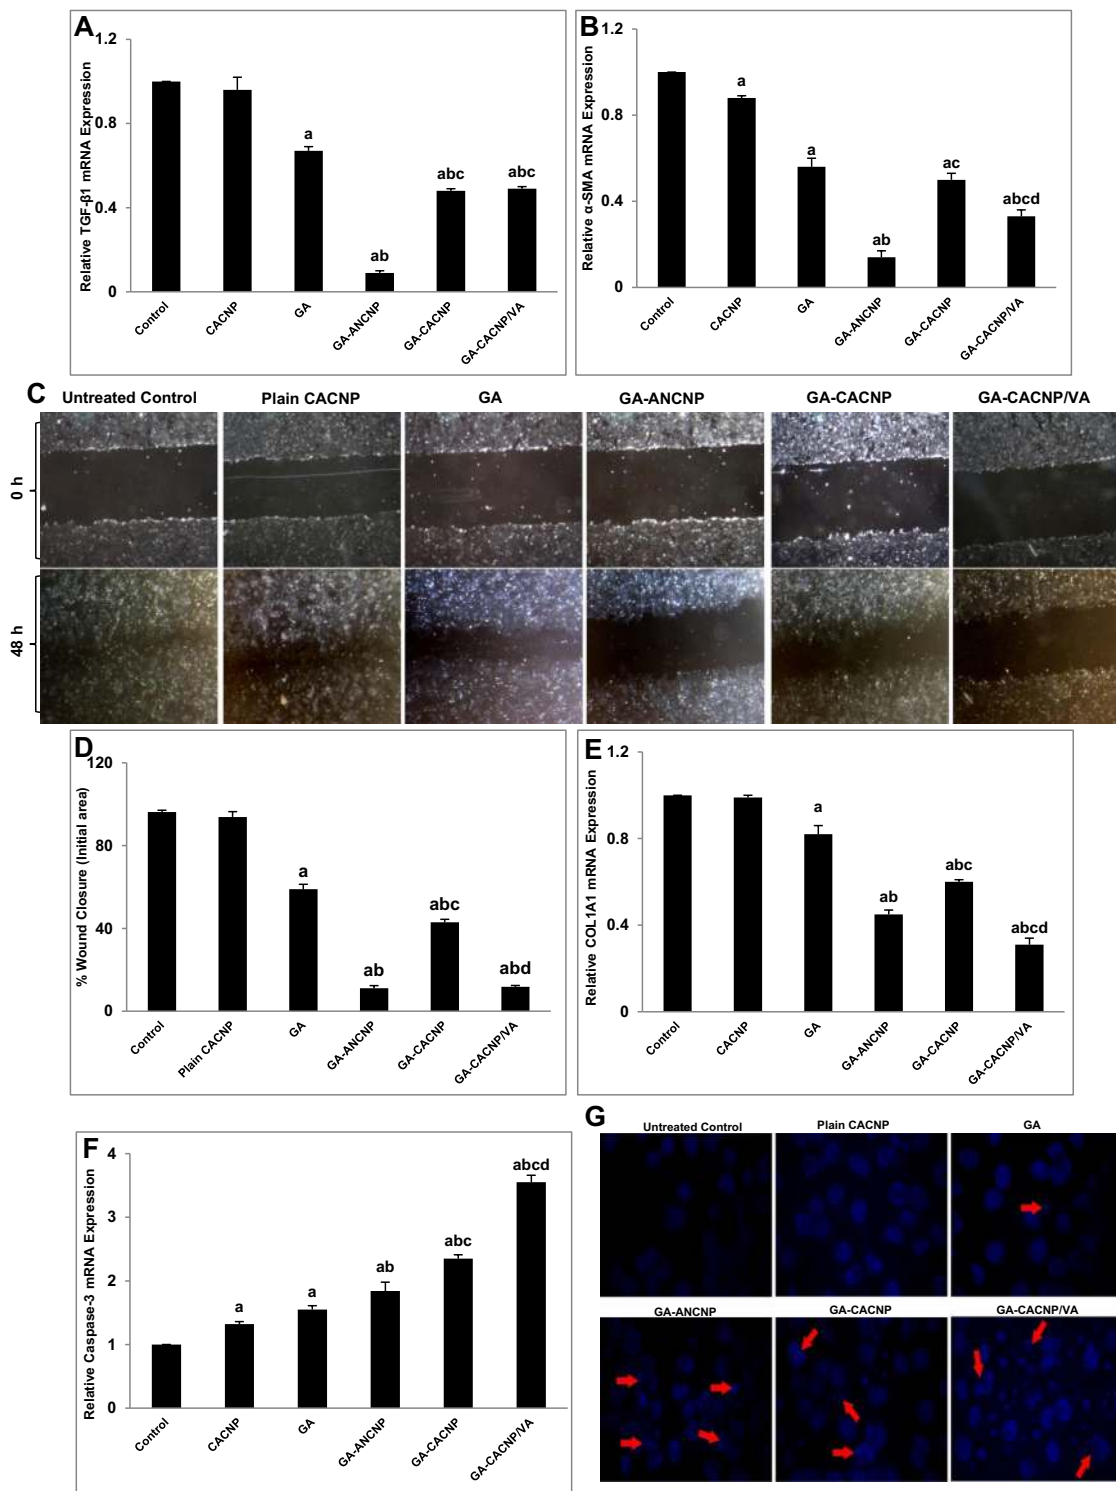 A
Relative TGF-β1 mRNA Expression
1.2
0.8
0.4
0
a
ab
abc
abc
Control
CACNP
GA
GA-ANCNP
GA-CACNP
GA-CACNP/VA
B
Relative α-SMA mRNA Expression
1.2
0.8
0.4
0
a
a
ab
ac
abcd
Control
CACNP
GA
GA-ANCNP
GA-CACNP
GA-CACNP/VA
C
Untreated Control
Plain CACNP
GA
GA-ANCNP
GA-CACNP
GA-CACNP/VA
0 h
48 h
D
% Wound Closure (Initial area)
120
80
40
0
a
ab
abc
abd
Control
Plain CACNP
GA
GA-ANCNP
GA-CACNP
GA-CACNP/VA
E
Relative COL1A1 mRNA Expression
1.2
0.8
0.4
0
a
ab
abc
abcd
Control
CACNP
GA
GA-ANCNP
GA-CACNP
GA-CACNP/VA
F
Relative Caspase-3 mRNA Expression
4
3
2
1
0
a
a
ab
abc
abcd
Control
CACNP
GA
GA-ANCNP
GA-CACNP
GA-CACNP/VA
G
Untreated Control
Plain CACNP
GA
GA-ANCNP
GA-CACNP
GA-CACNP/VA